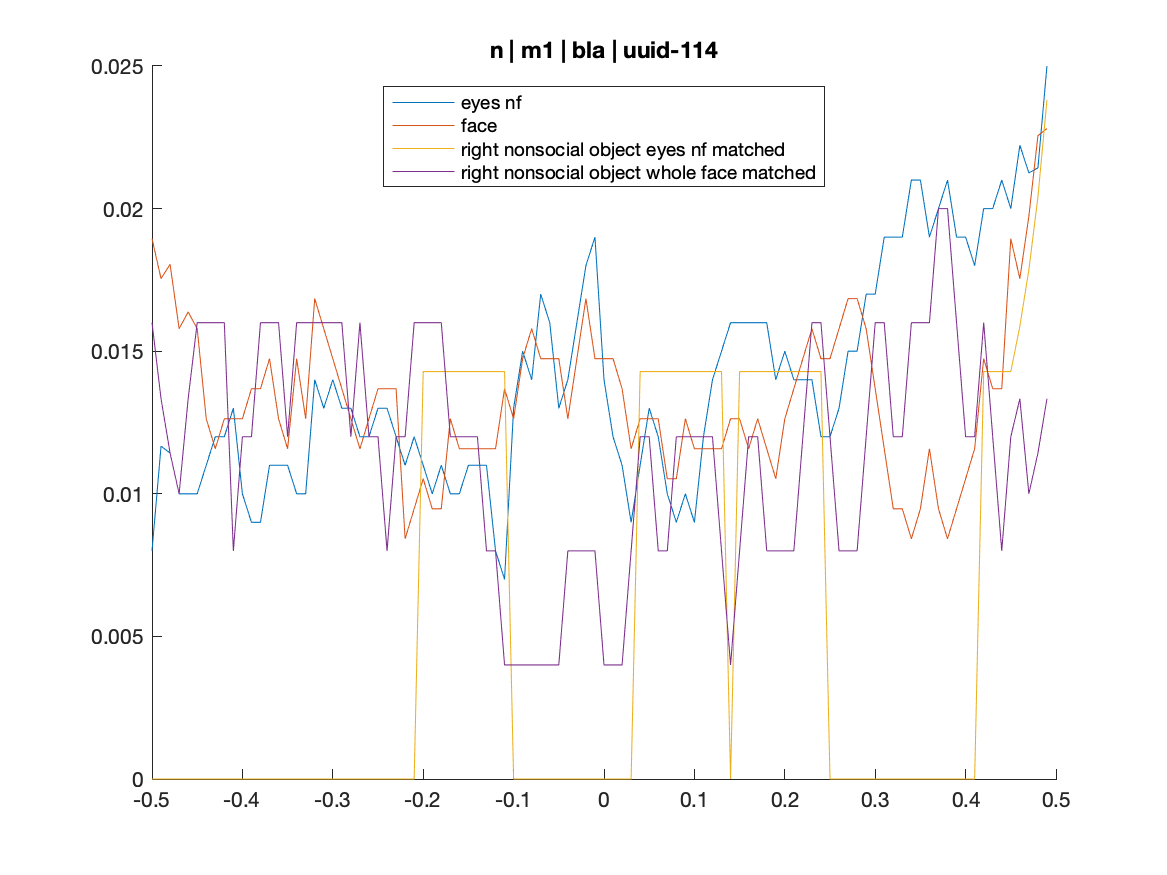 n | m1 | bla | uuid-114
0.025
eyes nf
face
right nonsocial object eyes nf matched
right nonsocial object whole face matched
0.02
0.015
0.01
0.005
0
-0.5 -0.4 -0.3 -0.2 -0.1 0 0.1 0.2 0.3 0.4 0.5